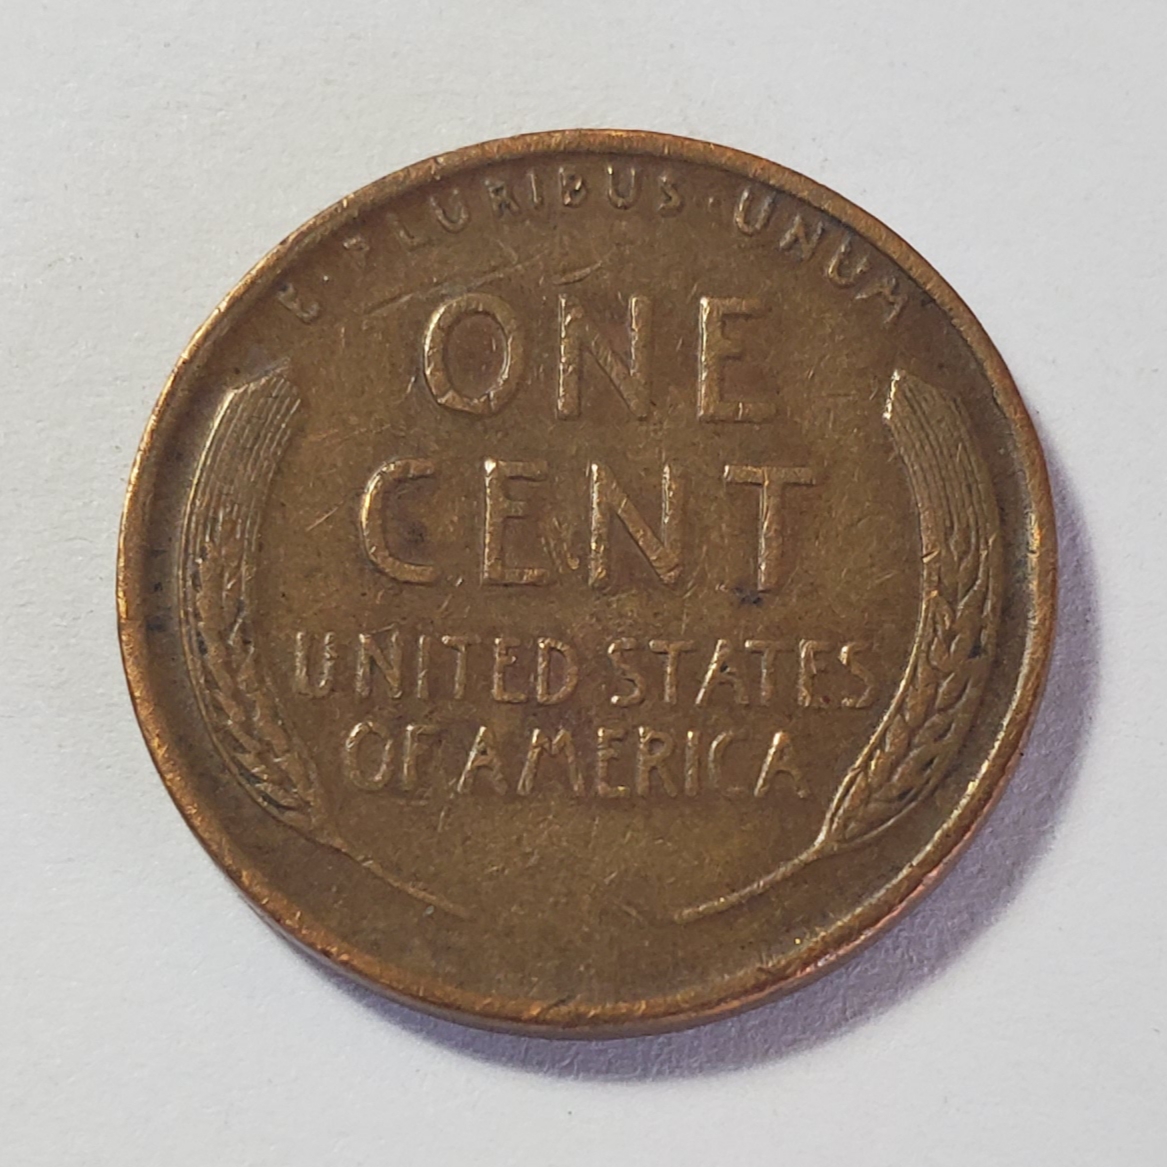 E·PLURIBUS·UNUM
ONE
CENT
UNITED STATES
OF AMERICA